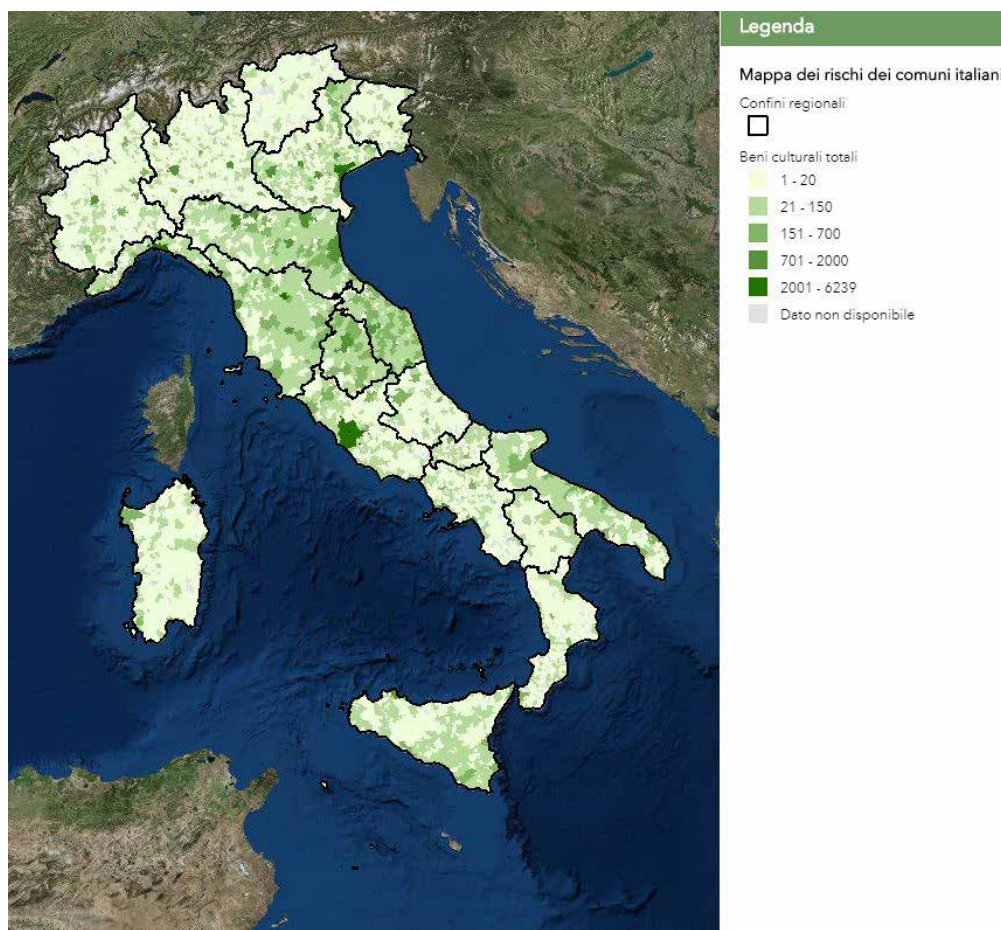 Legenda
Mappa dei rischi dei comuni italiani
Confini regionali
Beni culturali totali
1 - 20
21 - 150
151 - 700
701 - 2000
2001 - 6239
Dato non disponibile